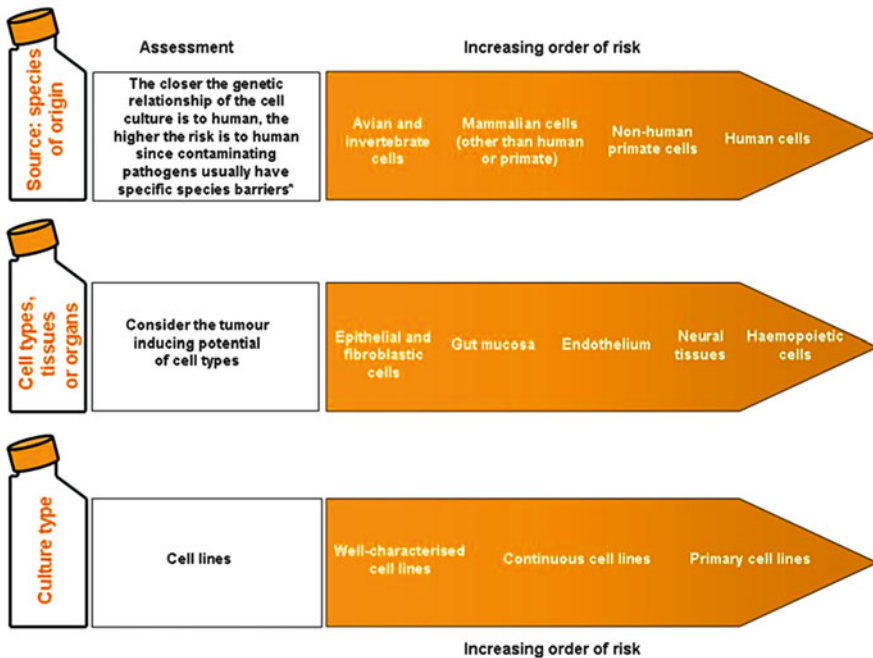 Assessment
Increasing order of risk
Source: species
of origin
The closer the genetic
relationship of the cell
culture is to human, the
higher the risk is to human
since contaminating
pathogens usually have
specific species barriers*
Avian and
invertebrate
cells
Mammalian cells
(other than human
or primate)
Non-human
primate cells
Human cells
Cell types,
tissues
or organs
Consider the tumour
inducing potential
of cell types
Epithelial and
fibroblastic
cells
Gut mucosa
Endothelium
Neural
tissues
Haemopoietic
cells
Culture type
Cell lines
Well-characterised
cell lines
Continuous cell lines
Primary cell lines
Increasing order of risk